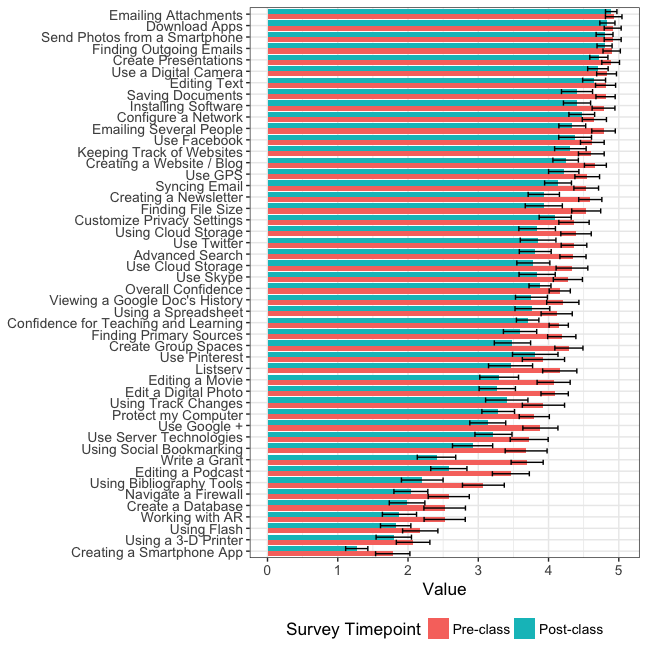 Emailing Attachments
Download Apps
Send Photos from a Smartphone
Finding Outgoing Emails
Create Presentations
Use a Digital Camera
Editing Text
Saving Documents
Installing Software
Configure a Network
Emailing Several People
Use Facebook
Keeping Track of Websites
Creating a Website / Blog
Use GPS
Syncing Email
Creating a Newsletter
Finding File Size
Customize Privacy Settings
Using Cloud Storage
Use Twitter
Advanced Search
Use Cloud Storage
Use Skype
Overall Confidence
Viewing a Google Doc's History
Using a Spreadsheet
Confidence for Teaching and Learning
Finding Primary Sources
Create Group Spaces
Use Pinterest
Listserv
Editing a Movie
Edit a Digital Photo
Using Track Changes
Protect my Computer
Use Google +
Use Server Technologies
Using Social Bookmarking
Write a Grant
Editing a Podcast
Using Bibliography Tools
Navigate a Firewall
Create a Database
Working with AR
Using Flash
Using a 3-D Printer
Creating a Smartphone App
0 1 2 3 4 5
Value
Survey Timepoint Pre-class Post-class